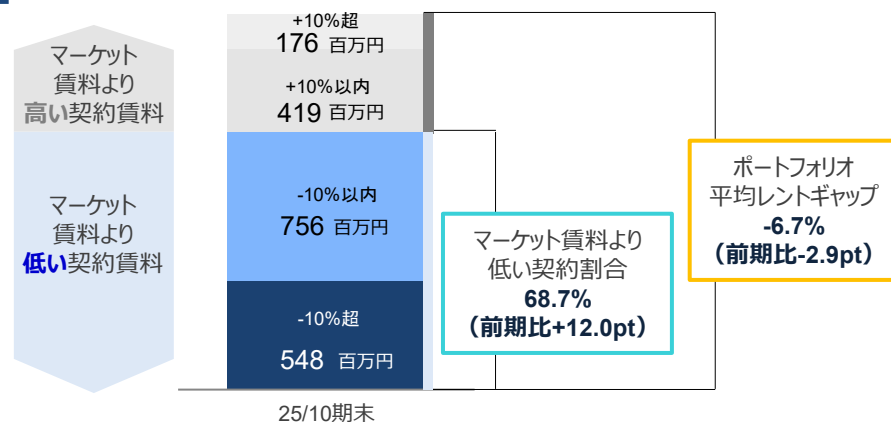 マーケット
賃料より
高い契約賃料
マーケット
賃料より
低い契約賃料
+10%超
176 百万円
+10%以内
419 百万円
-10%以内
756 百万円
-10%超
548 百万円
25/10期末
マーケット賃料より
低い契約割合
68.7%
（前期比+12.0pt）
ポートフォリオ
平均レントギャップ
-6.7%
（前期比-2.9pt）